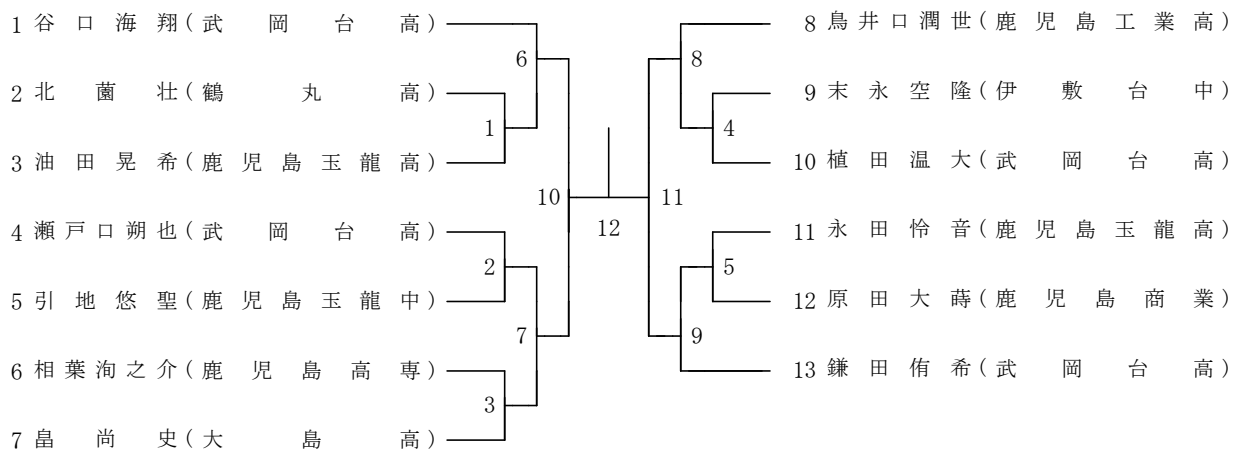 1 谷口海翔(武岡台高)
2 北薗壮(鶴丸高)
3 油田晃希(鹿児島玉龍高)
4 瀬戸口朔也(武岡台高)
5 引地悠聖(鹿児島玉龍中)
6 相葉洵之介(鹿児島高専)
7 畠尚史(大島高)
6
1
2
7
3
10
12
11
8
4
5
9
8 鳥井口潤世(鹿児島工業高)
9 末永空隆(伊敷台中)
10 植田温大(武岡台高)
11 永田怜音(鹿児島玉龍高)
12 原田大蒔(鹿児島商業)
13 鎌田侑希(武岡台高)